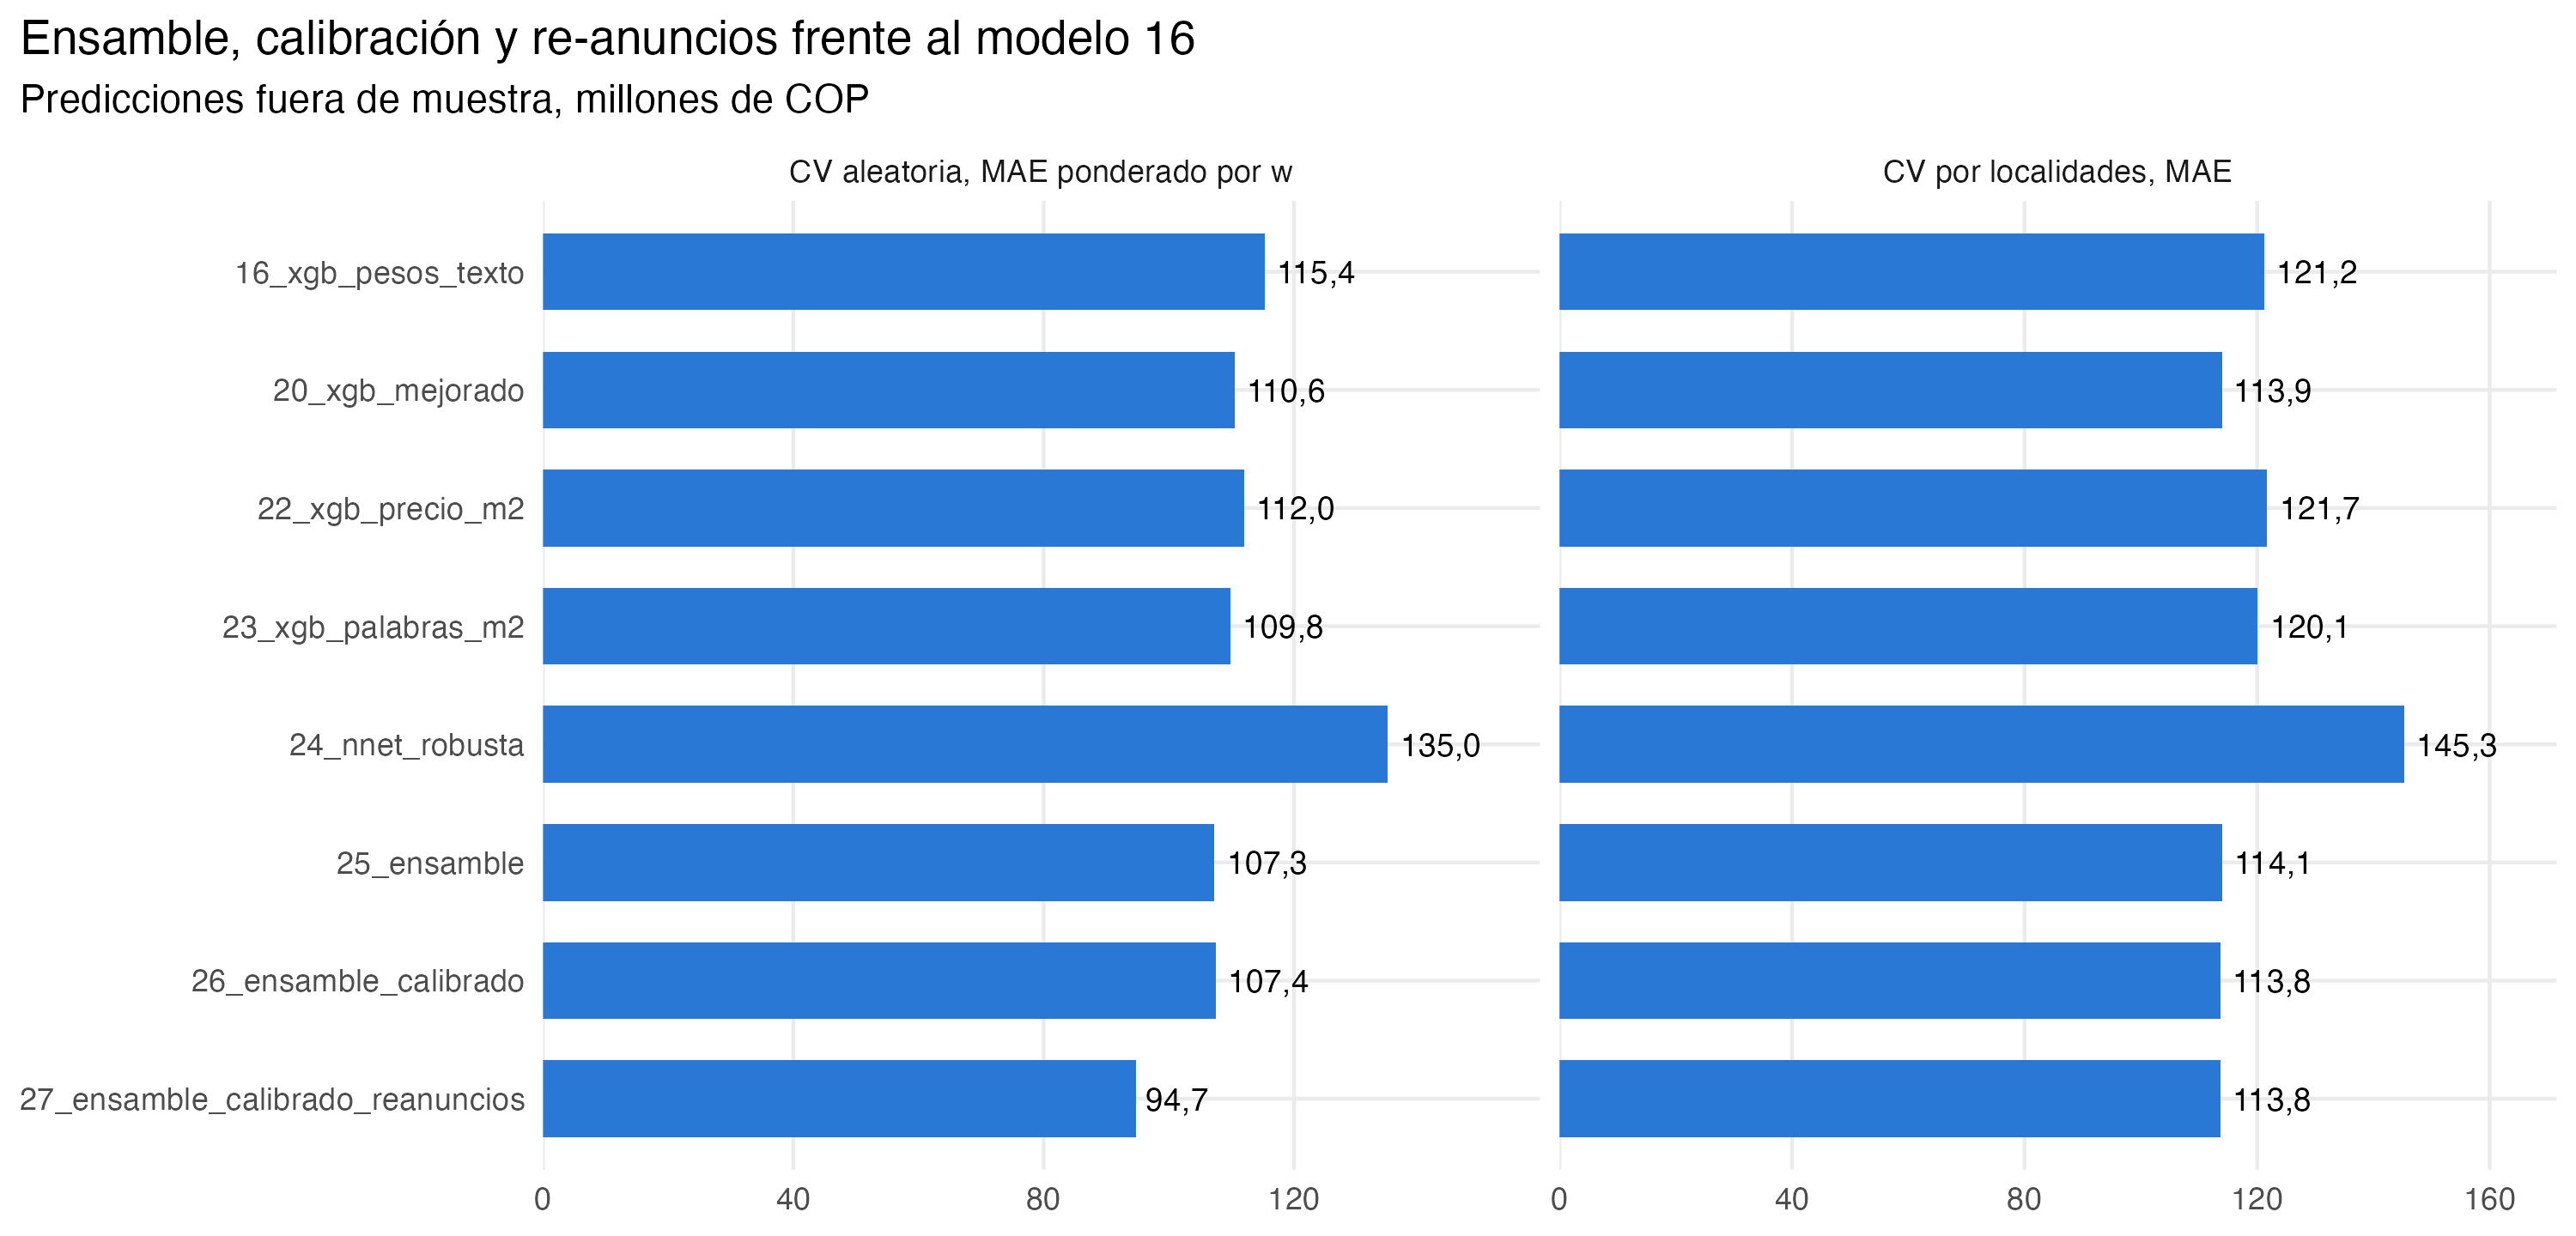 Ensamble, calibración y re-anuncios frente al modelo 16
Predicciones fuera de muestra, millones de COP
CV aleatoria, MAE ponderado por w
CV por localidades, MAE
16_xgb_pesos_texto 115,4 121,2
20_xgb_mejorado 110,6 113,9
22_xgb_precio_m2 112,0 121,7
23_xgb_palabras_m2 109,8 120,1
24_nnet_robusta 135,0 145,3
25_ensamble 107,3 114,1
26_ensamble_calibrado 107,4 113,8
27_ensamble_calibrado_reanuncios 94,7 113,8
0 40 80 120 0 40 80 120 160